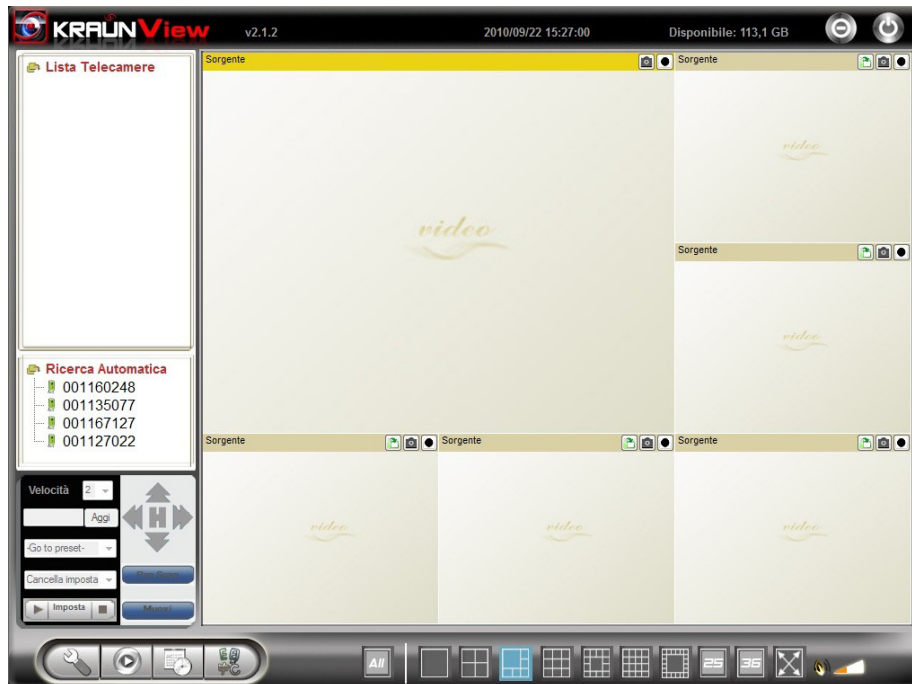 KRAUN View v2.1.2 2010/09/22 15:27:00 Disponibile: 113,1 GB
Lista Telecamere
Ricerca Automatica
001160248
001135077
001167127
001127022
Velocità 2
Aggi
H
-Go to preset-
Cancella imposta
Pan Scan
Imposta
Muovi
Sorgente
video
Sorgente
video
Sorgente
video
Sorgente
video
Sorgente
video
Sorgente
video
All
25
36